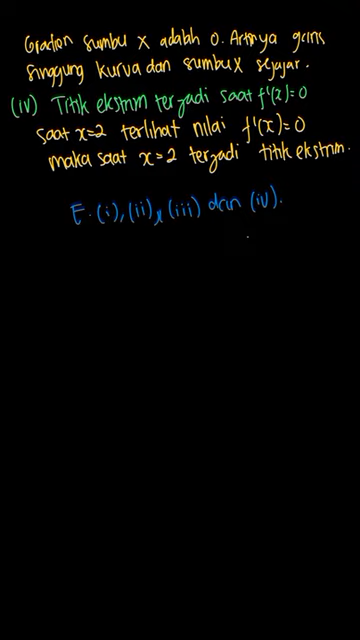 Gradien sumbu x adalah 0. Artinya garis
singgung kurva dan sumbu x sejajar.
(iv) Titik ekstrim terjadi saat f'(x)=0
saat x=2 terlihat nilai f'(x)=0
maka saat x=2 terjadi titik ekstrim.
E. (i), (ii), (iii) dan (iv).